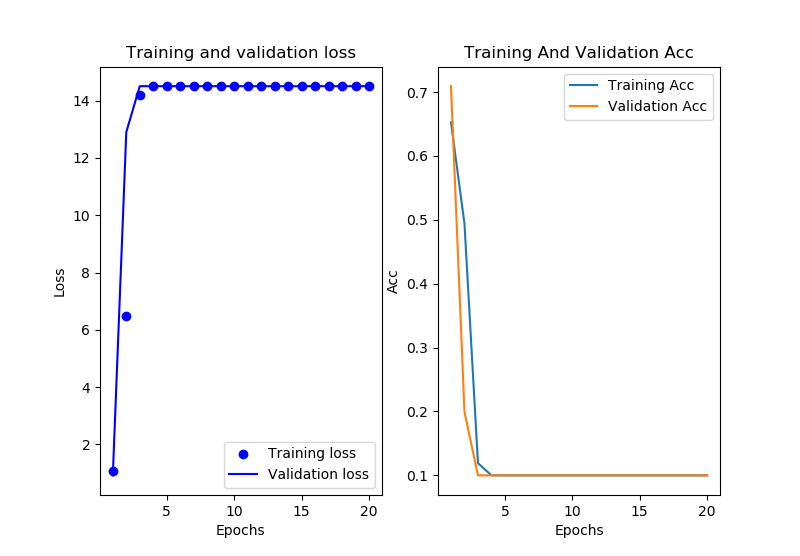 Training and validation loss
14
12
10
8
6
4
2
Loss
Training loss
Validation loss
5
10
15
20
Epochs
Training And Validation Acc
Training Acc
Validation Acc
0.7
0.6
0.5
0.4
0.3
0.2
0.1
Acc
5
10
15
20
Epochs